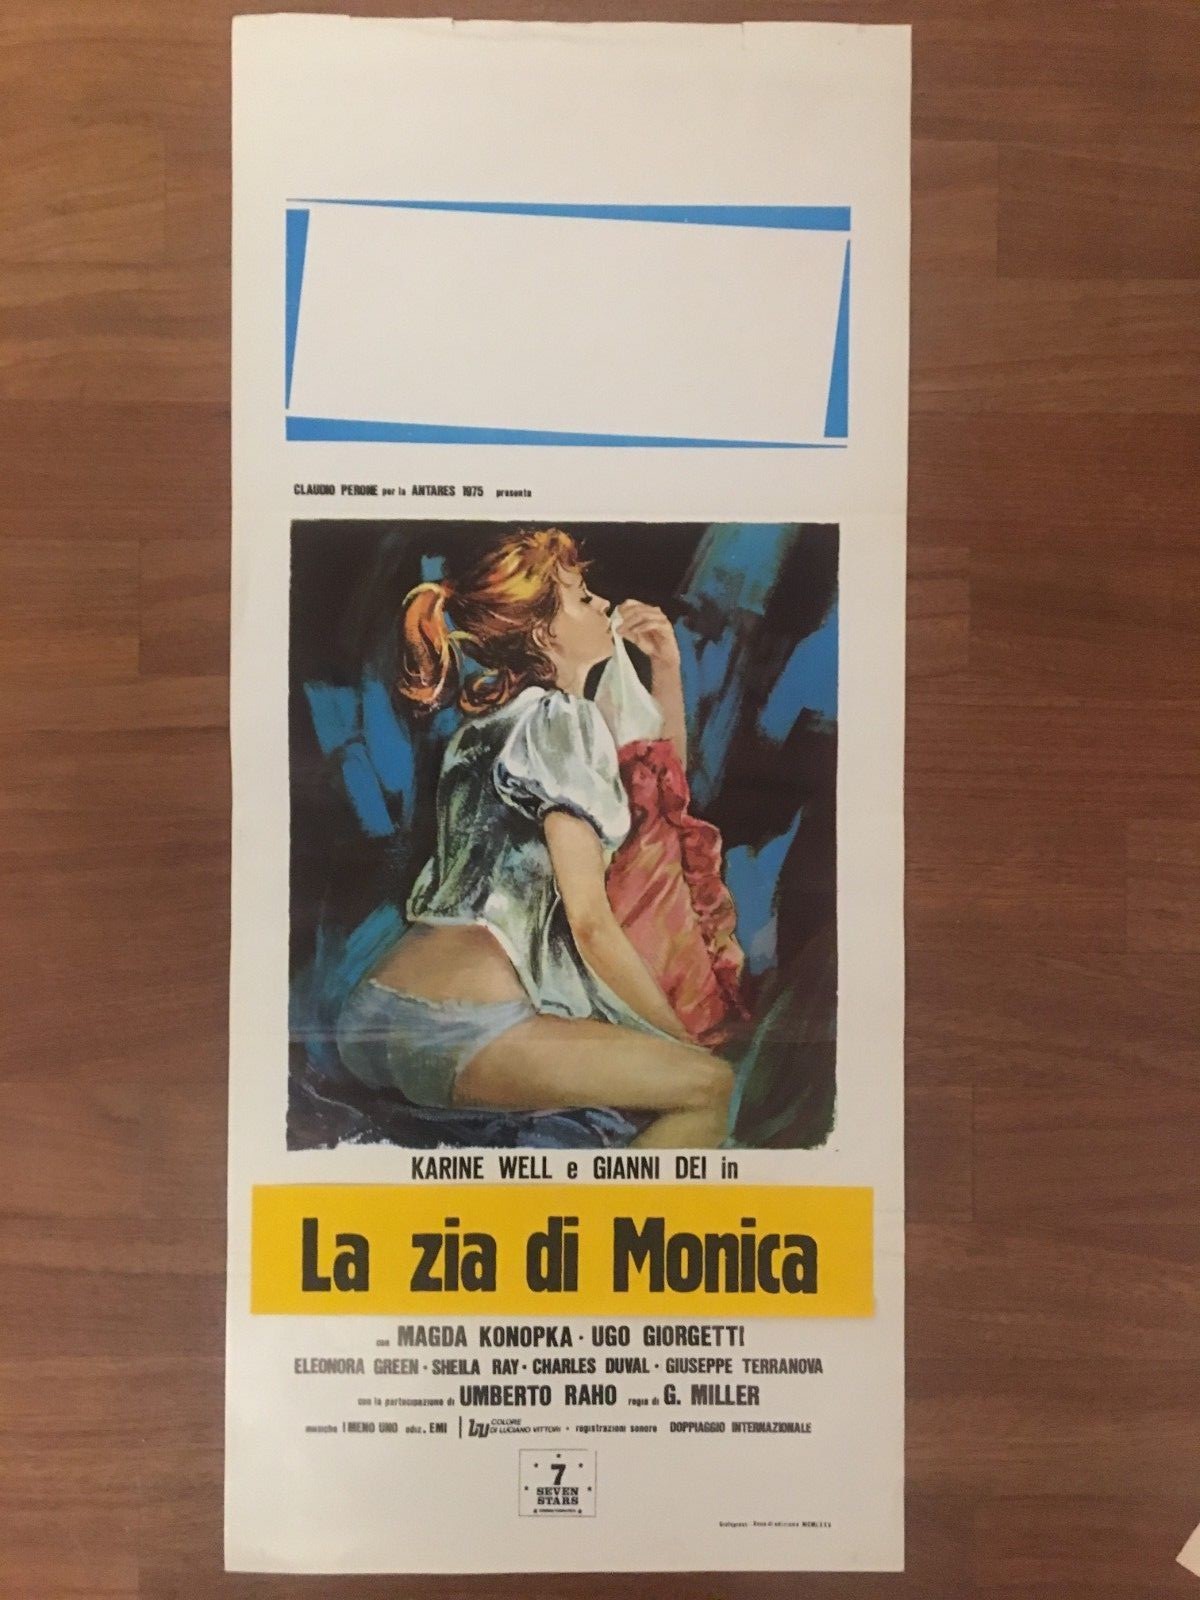 CLAUDIO PERONE per la ANTARES 1975 presenta
KARINE WELL e GIANNI DEI in
La zia di Monica
con MAGDA KONOPKA · UGO GIORGETTI
ELEONORA GREEN · SHEILA RAY · CHARLES DUVAL · GIUSEPPE TERRANOVA
con la partecipazione di UMBERTO RAHO regia di G. MILLER
musiche I MENO UNO ediz. EMI | LV COLORE DI LUCIANO VITTORI · registrazioni sonore DOPPIAGGIO INTERNAZIONALE
7
SEVEN
STARS